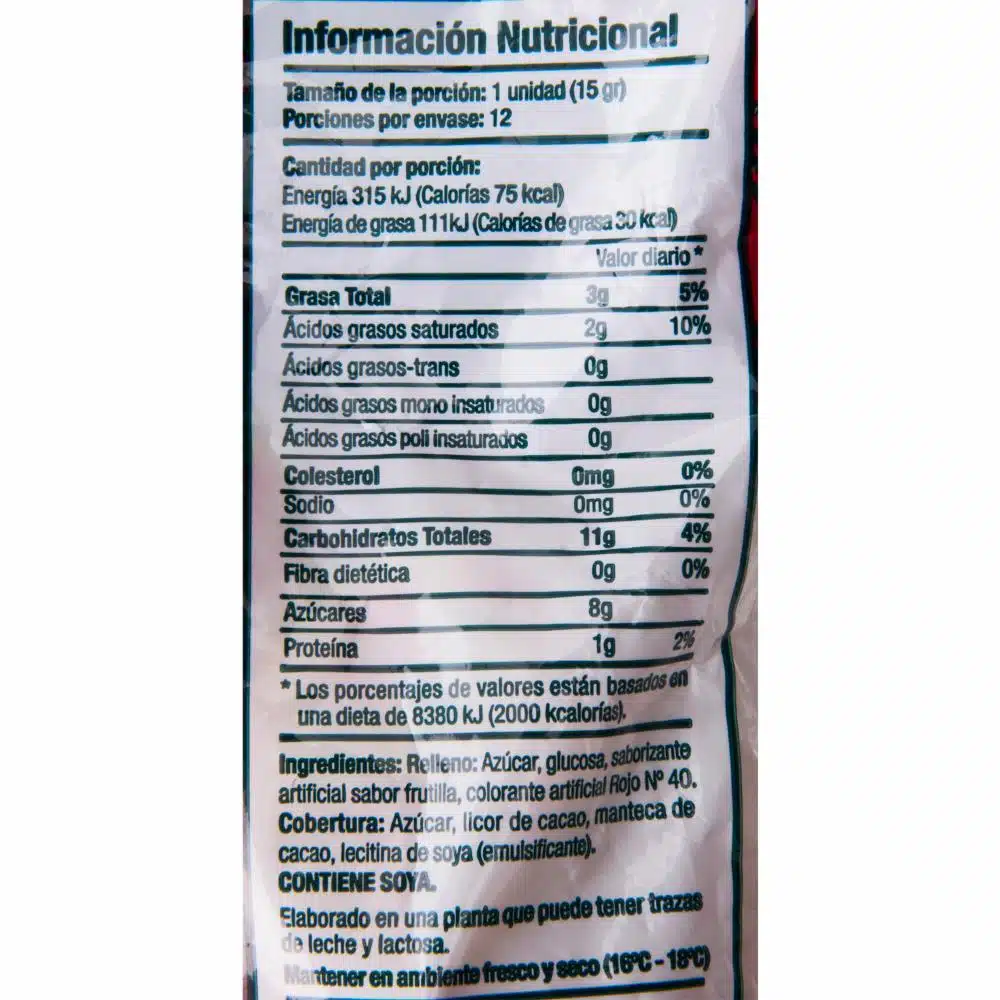 Información Nutricional
Tamaño de la porción: 1 unidad (15 gr)
Porciones por envase: 12
Cantidad por porción:
Energía 315 kJ (Calorías 75 kcal)
Energía de grasa 111kJ (Calorías de grasa 30 kcal)
Valor diario *
Grasa Total 3g 5%
Ácidos grasos saturados 2g 10%
Ácidos grasos-trans 0g
Ácidos grasos mono insaturados 0g
Ácidos grasos poli insaturados 0g
Colesterol 0mg 0%
Sodio 0mg 0%
Carbohidratos Totales 11g 4%
Fibra dietética 0g 0%
Azúcares 8g
Proteína 1g 2%
* Los porcentajes de valores están basados en
una dieta de 8380 kJ (2000 kcalorías).
Ingredientes: Relleno: Azúcar, glucosa, saborizante
artificial sabor frutilla, colorante artificial Rojo Nº 40.
Cobertura: Azúcar, licor de cacao, manteca de
cacao, lecitina de soya (emulsificante).
CONTIENE SOYA.
Elaborado en una planta que puede tener trazas
de leche y lactosa.
Mantener en ambiente fresco y seco (16ºC - 18ºC)